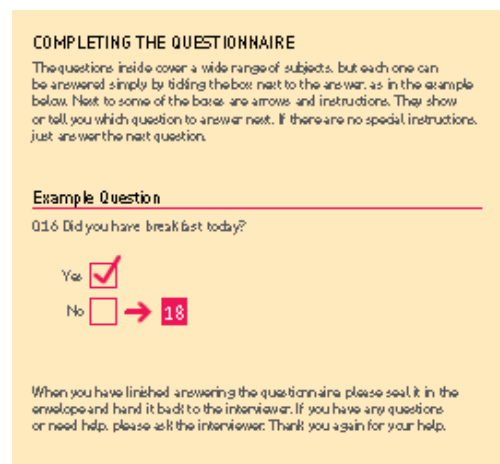 COMPLETING THE QUESTIONNAIRE
The questions inside cover a wide range of subjects, but each one can
be answered simply by ticking the box next to the answer, as in the example
below. Next to some of the boxes are arrows and instructions. They show
or tell you which question to answer next. If there are no special instructions,
just answer the next question.
Example Question
Q16 Did you have breakfast today?
Yes
No 18
When you have finished answering the questionnaire please seal it in the
envelope and hand it back to the interviewer. If you have any questions
or need help, please ask the interviewer. Thank you again for your help.